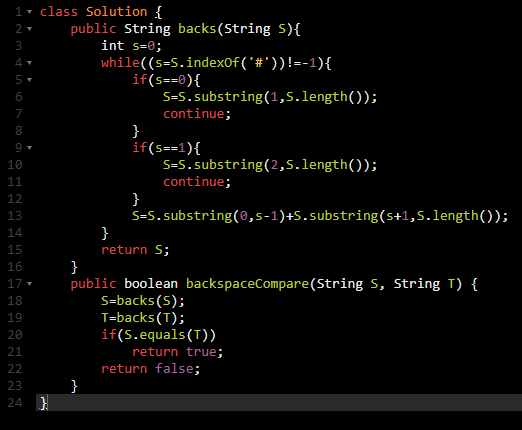 1 class Solution {
2 public String backs(String S){
3 int s=0;
4 while((s=S.indexOf('#'))!=-1){
5 if(s==0){
6 S=S.substring(1,S.length());
7 continue;
8 }
9 if(s==1){
10 S=S.substring(2,S.length());
11 continue;
12 }
13 S=S.substring(0,s-1)+S.substring(s+1,S.length());
14 }
15 return S;
16 }
17 public boolean backspaceCompare(String S, String T) {
18 S=backs(S);
19 T=backs(T);
20 if(S.equals(T))
21 return true;
22 return false;
23 }
24 }